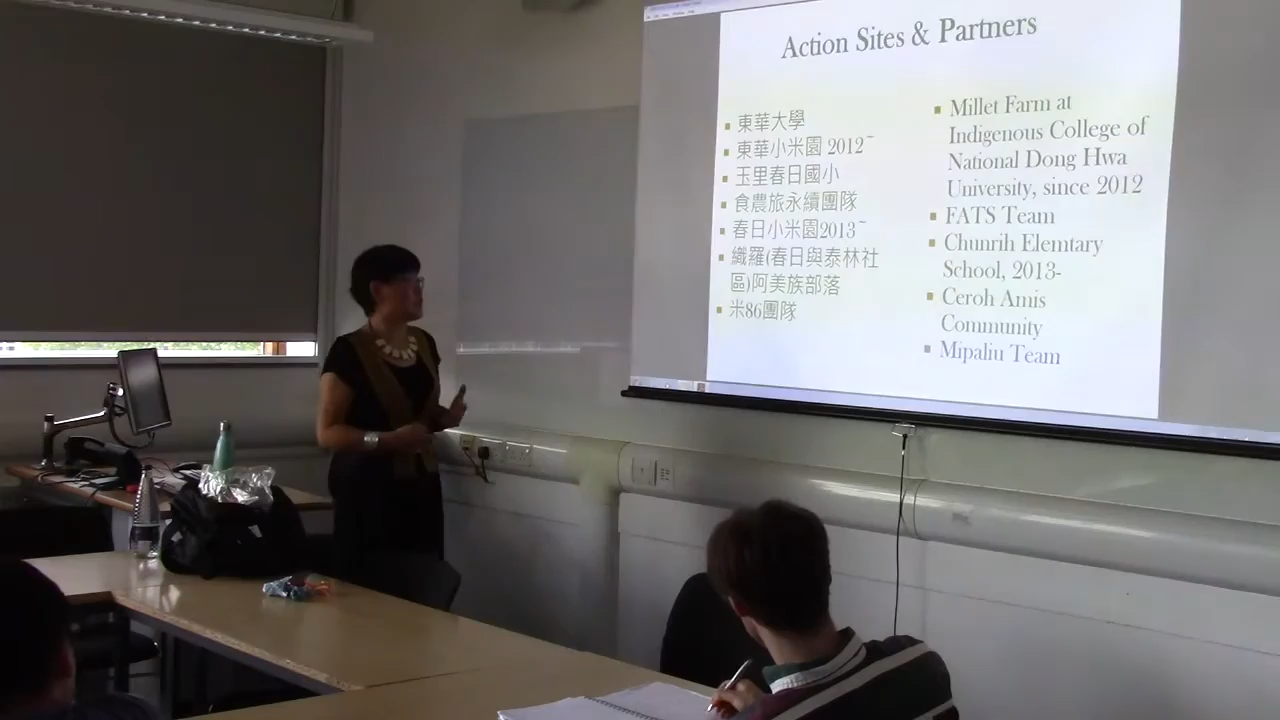 Action Sites & Partners
東華大學
東華小米園 2012~
玉里春日國小
食農旅永續團隊
春日小米園2013~
織羅(春日與泰林社
區)阿美族部落
米86團隊
Millet Farm at
Indigenous College of
National Dong Hwa
University, since 2012
FATS Team
Chunrih Elemtary
School, 2013-
Ceroh Amis
Community
Mipaliu Team